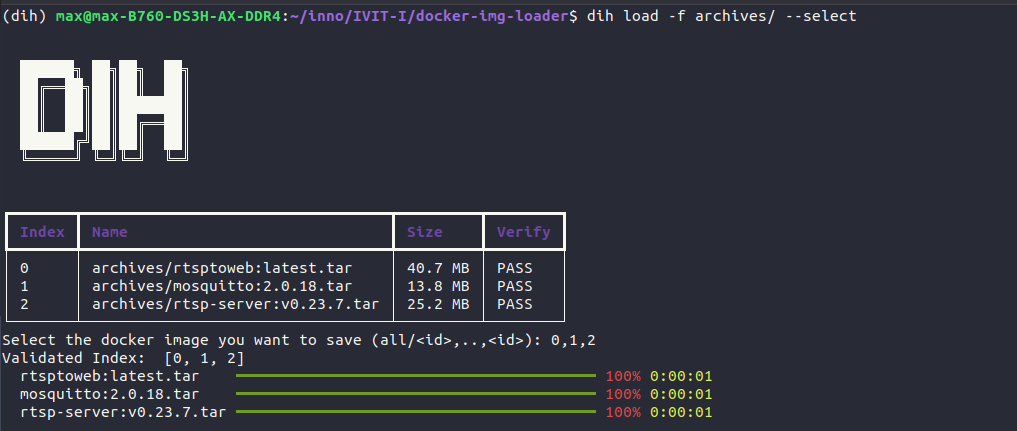 (dih) max@max-B760-DS3H-AX-DDR4:~/inno/IVIT-I/docker-img-loader$ dih load -f archives/ --select
DIH
Index Name Size Verify
0 archives/rtsptoweb:latest.tar 40.7 MB PASS
1 archives/mosquitto:2.0.18.tar 13.8 MB PASS
2 archives/rtsp-server:v0.23.7.tar 25.2 MB PASS
Select the docker image you want to save (all/<id>,..,<id>): 0,1,2
Validated Index:  [0, 1, 2]
rtsptoweb:latest.tar 100% 0:00:01
mosquitto:2.0.18.tar 100% 0:00:01
rtsp-server:v0.23.7.tar 100% 0:00:01